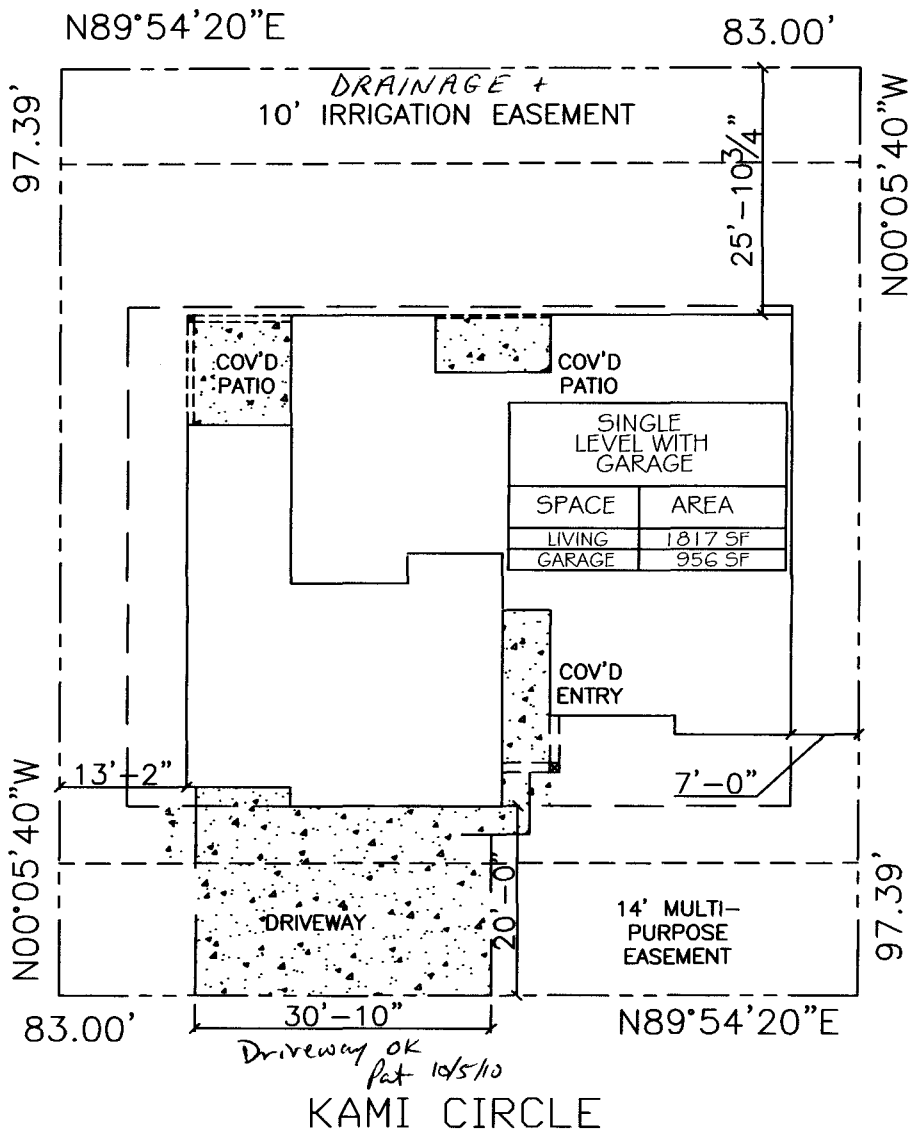 N89°54'20"E
83.00'
97.39'
DRAINAGE +
10' IRRIGATION EASEMENT
25'-10 3/4"
N00°05'40"W
COV'D
PATIO
COV'D
PATIO
SINGLE
LEVEL WITH
GARAGE
SPACE AREA
LIVING 1817 SF
GARAGE 956 SF
COV'D
ENTRY
13'-2"
7'-0"
N00°05'40"W
DRIVEWAY
20'-0"
14' MULTI-
PURPOSE
EASEMENT
97.39'
83.00'
30'-10"
N89°54'20"E
Driveway OK
Pat 10/5/10
KAMI CIRCLE